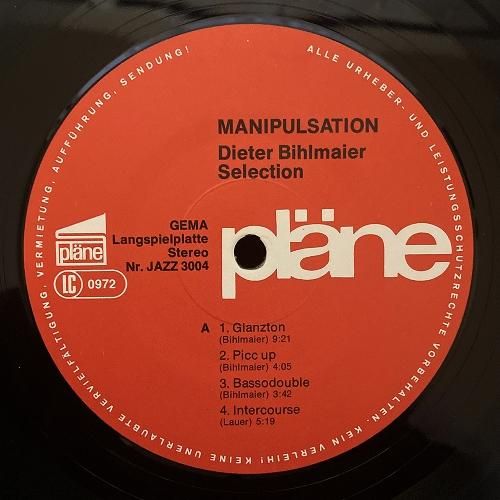 ALLE URHEBER- UND LEISTUNGSSCHUTZRECHTE VORBEHALTEN. KEIN VERLEIH! KEINE UNERLAUBTE VERVIELFÄLTIGUNG, VERMIETUNG, AUFFÜHRUNG, SENDUNG!
MANIPULSATION
Dieter Bihlmaier
Selection
pläne
GEMA
Langspielplatte
Stereo
Nr. JAZZ 3004
pläne
LC 0972
A 1. Glanzton
(Bihlmaier) 9:21
2. Picc up
(Bihlmaier) 4:05
3. Bassodouble
(Bihlmaier) 3:42
4. Intercourse
(Lauer) 5:19